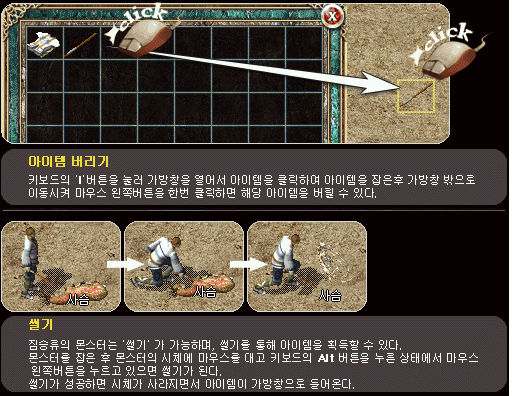 click
click
x
아이템 버리기
키보드의 'I'버튼을 눌러 가방창을 열어서 아이템을 클릭하여 아이템을 잡은후 가방창 밖으로
이동시켜 마우스 왼쪽버튼을 한번 클릭하면 해당 아이템을 버릴 수 있다.
사슴
사슴
사슴
썰기
짐승류의 몬스터는 '썰기' 가 가능하며, 썰기를 통해 아이템을 획득할 수 있다.
몬스터를 잡은 후 몬스터의 시체에 마우스를 대고 키보드의 Alt 버튼을 누른 상태에서 마우스
왼쪽버튼을 누르고 있으면 썰기가 된다.
썰기가 성공하면 시체가 사라지면서 아이템이 가방창으로 들어온다.